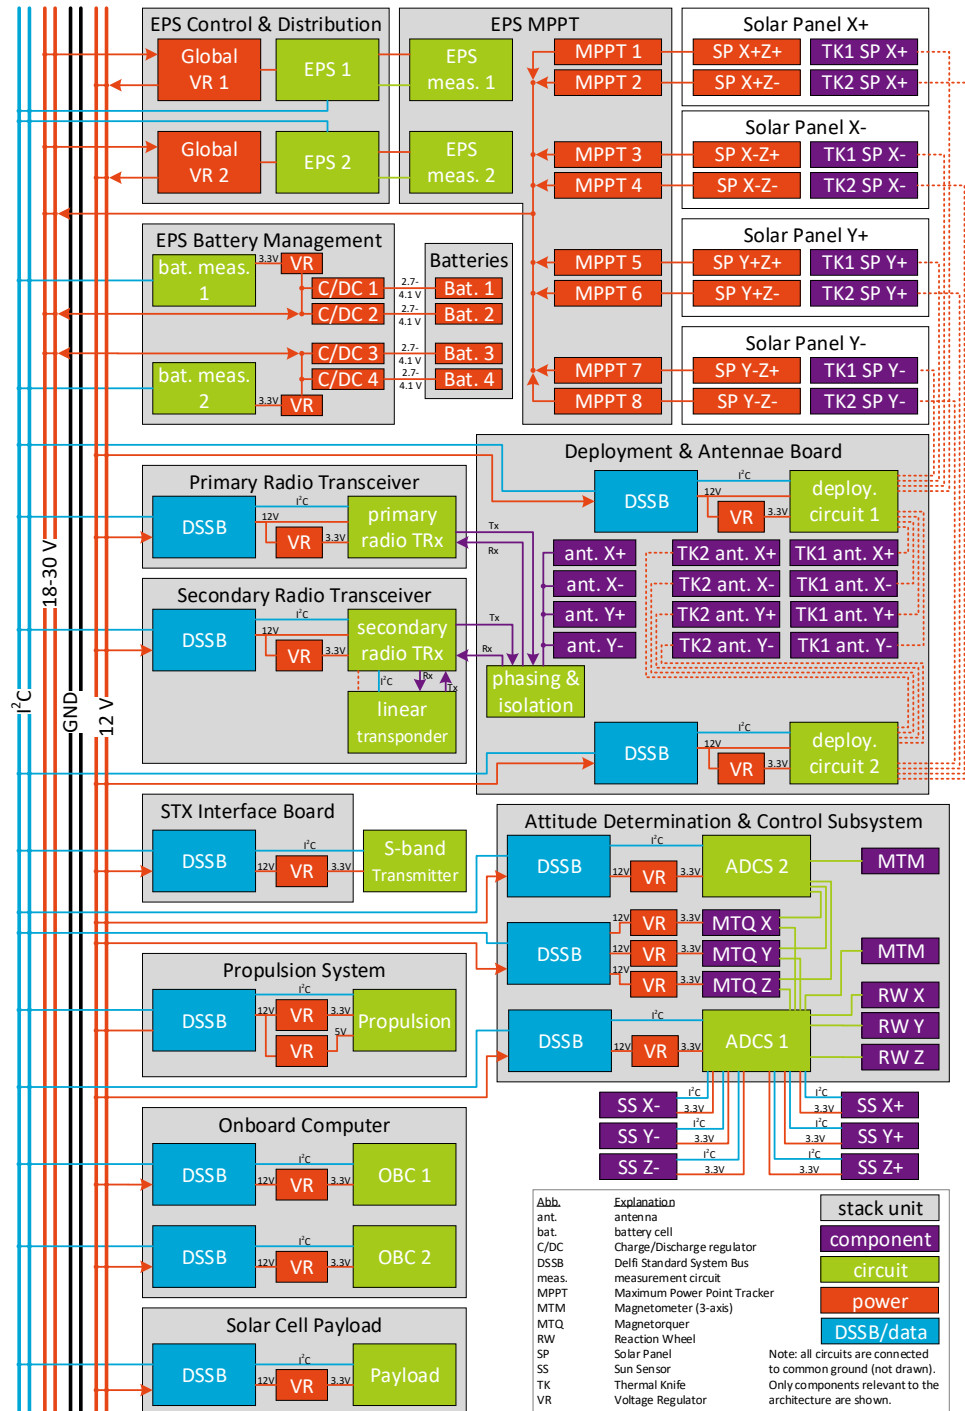 I²C
18-30 V
GND
12 V
EPS Control & Distribution
Global
VR 1
EPS 1
EPS
meas. 1
Global
VR 2
EPS 2
EPS
meas. 2
EPS MPPT
MPPT 1
MPPT 2
MPPT 3
MPPT 4
MPPT 5
MPPT 6
MPPT 7
MPPT 8
Solar Panel X+
SP X+Z+
TK1 SP X+
SP X+Z-
TK2 SP X+
Solar Panel X-
SP X-Z+
TK1 SP X-
SP X-Z-
TK2 SP X-
Solar Panel Y+
SP Y+Z+
TK1 SP Y+
SP Y+Z-
TK2 SP Y+
Solar Panel Y-
SP Y-Z+
TK1 SP Y-
SP Y-Z-
TK2 SP Y-
EPS Battery Management
bat. meas.
1
3.3V
VR
C/DC 1
C/DC 2
C/DC 3
C/DC 4
bat. meas.
2
3.3V
VR
2.7-
4.1 V
2.7-
4.1 V
2.7-
4.1 V
2.7-
4.1 V
Batteries
Bat. 1
Bat. 2
Bat. 3
Bat. 4
Primary Radio Transceiver
DSSB
I²C
12V
VR
3.3V
primary
radio TRx
Tx
Rx
Secondary Radio Transceiver
DSSB
I²C
12V
VR
3.3V
secondary
radio TRx
Tx
Rx
I²C
Rx
Tx
linear
transponder
Deployment & Antennae Board
DSSB
I²C
12V
VR
3.3V
deploy.
circuit 1
ant. X+
TK2 ant. X+
TK1 ant. X+
ant. X-
TK2 ant. X-
TK1 ant. X-
ant. Y+
TK2 ant. Y+
TK1 ant. Y+
ant. Y-
TK2 ant. Y-
TK1 ant. Y-
phasing &
isolation
DSSB
I²C
12V
VR
3.3V
deploy.
circuit 2
STX Interface Board
DSSB
I²C
12V
VR
3.3V
S-band
Transmitter
Attitude Determination & Control Subsystem
DSSB
I²C
12V
VR
3.3V
ADCS 2
MTM
DSSB
12V
VR
3.3V
MTQ X
12V
VR
3.3V
MTQ Y
12V
VR
3.3V
MTQ Z
MTM
RW X
RW Y
RW Z
DSSB
I²C
12V
VR
3.3V
ADCS 1
SS X-
I²C
3.3V
SS Y-
I²C
3.3V
SS Z-
I²C
3.3V
I²C
3.3V
SS X+
I²C
3.3V
SS Y+
I²C
3.3V
SS Z+
Propulsion System
DSSB
I²C
12V
VR
3.3V
VR
5V
Propulsion
Onboard Computer
DSSB
I²C
12V
VR
3.3V
OBC 1
DSSB
I²C
12V
VR
3.3V
OBC 2
Solar Cell Payload
DSSB
I²C
12V
VR
3.3V
Payload
Abb. Explanation
ant. antenna
bat. battery cell
C/DC Charge/Discharge regulator
DSSB Delfi Standard System Bus
meas. measurement circuit
MPPT Maximum Power Point Tracker
MTM Magnetometer (3-axis)
MTQ Magnetorquer
RW Reaction Wheel
SP Solar Panel
SS Sun Sensor
TK Thermal Knife
VR Voltage Regulator
stack unit
component
circuit
power
DSSB/data
Note: all circuits are connected
to common ground (not drawn).
Only components relevant to the
architecture are shown.